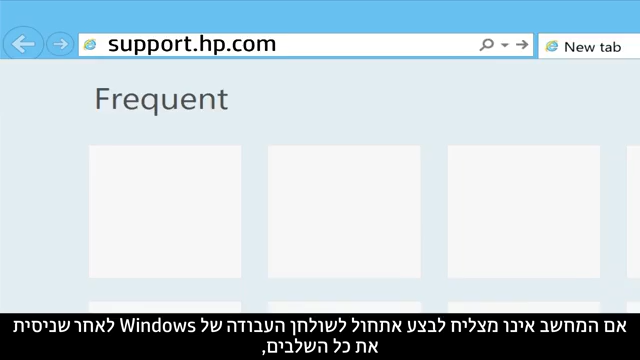 support.hp.com
New tab
Frequent
אם המחשב אינו מצליח לבצע אתחול לשולחן העבודה של Windows לאחר שניסית
את כל השלבים,